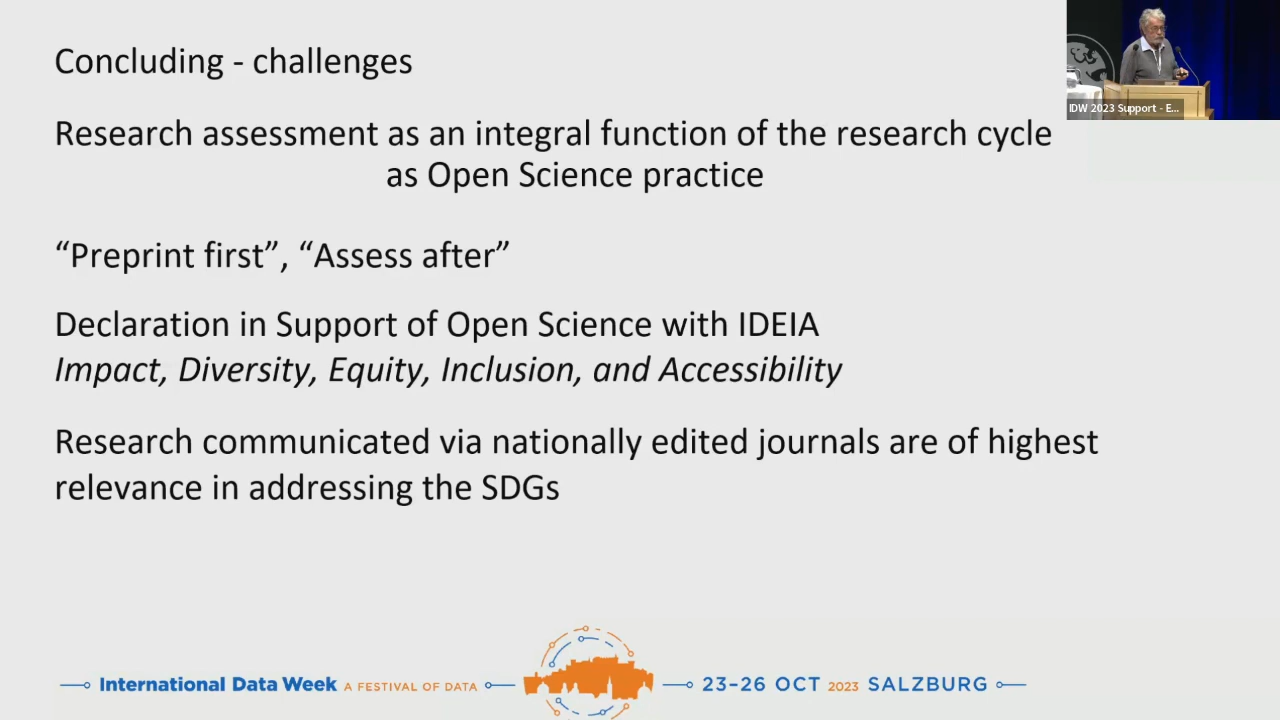 Concluding - challenges
Research assessment as an integral function of the research cycle
as Open Science practice
“Preprint first”, “Assess after”
Declaration in Support of Open Science with IDEIA
Impact, Diversity, Equity, Inclusion, and Accessibility
Research communicated via nationally edited journals are of highest
relevance in addressing the SDGs
IDW 2023 Support - E...
International Data Week A FESTIVAL OF DATA 23–26 OCT 2023 SALZBURG